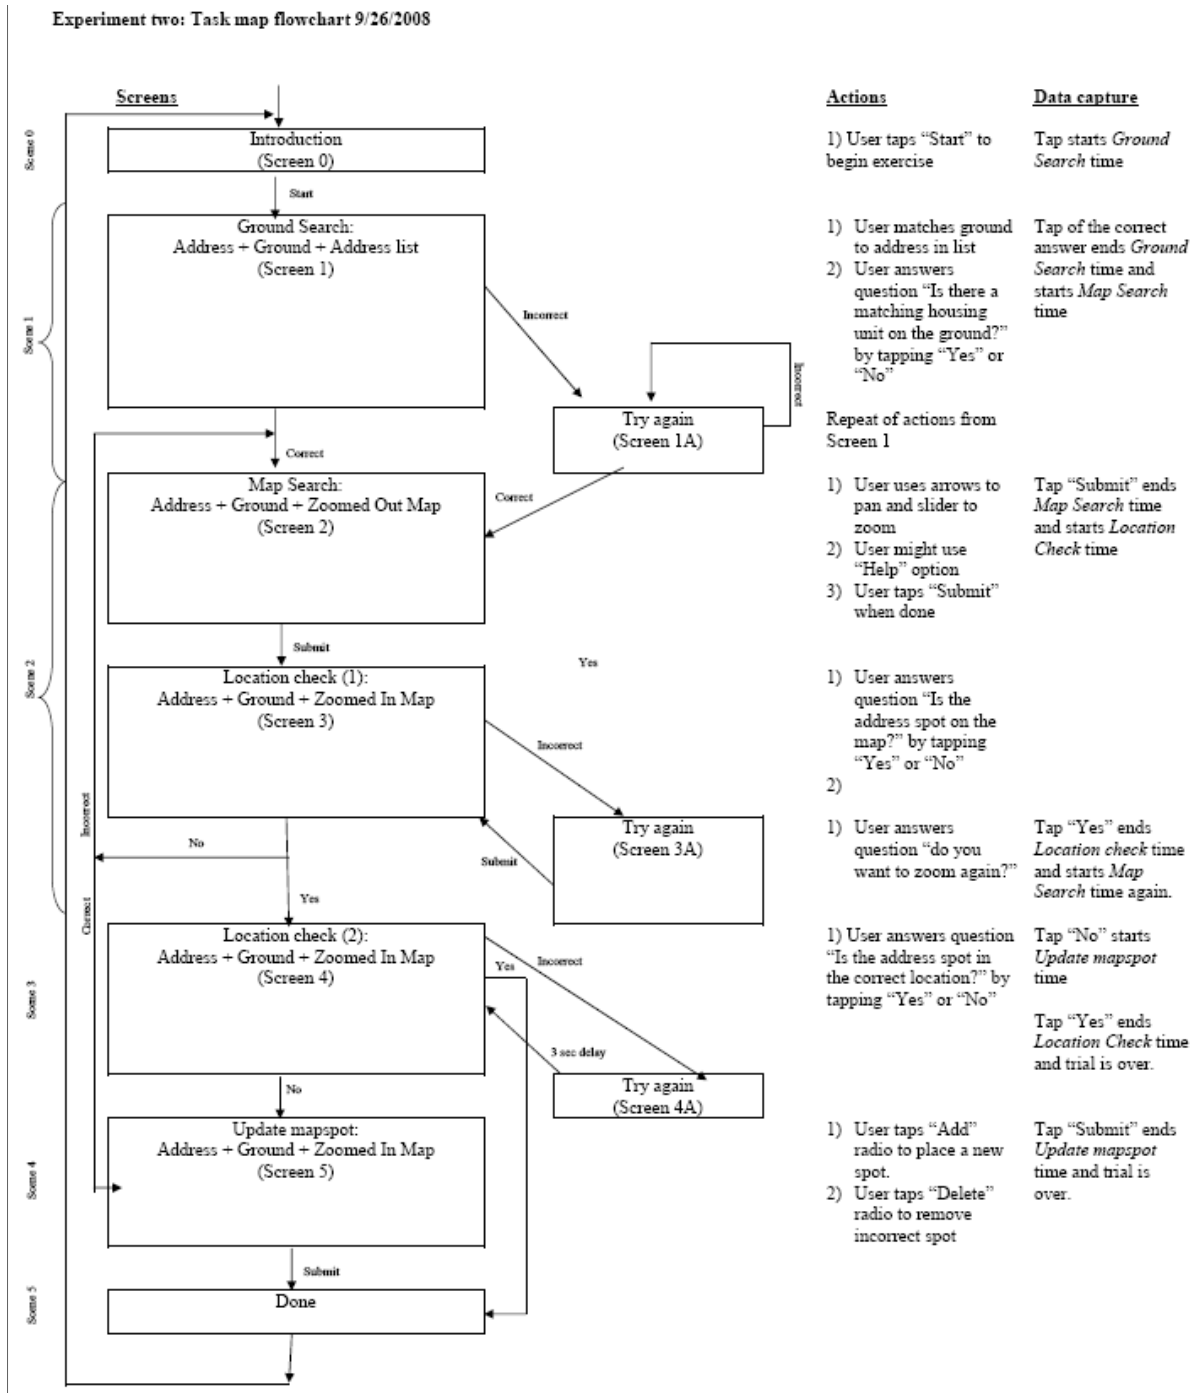 Experiment two: Task map flowchart 9/26/2008
Screens
Actions
Data capture
Scene 0
Introduction
(Screen 0)
1) User taps “Start” to
begin exercise
Tap starts Ground
Search time
Start
Scene 1
Ground Search:
Address + Ground + Address list
(Screen 1)
Incorrect
1) User matches ground
to address in list
2) User answers
question “Is there a
matching housing
unit on the ground?”
by tapping “Yes” or
“No”
Tap of the correct
answer ends Ground
Search time and
starts Map Search
time
Incorrect
Try again
(Screen 1A)
Repeat of actions from
Screen 1
Correct
Correct
Map Search:
Address + Ground + Zoomed Out Map
(Screen 2)
1) User uses arrows to
pan and slider to
zoom
2) User might use
“Help” option
3) User taps “Submit”
when done
Tap “Submit” ends
Map Search time
and starts Location
Check time
Submit
Scene 2
Yes
Location check (1):
Address + Ground + Zoomed In Map
(Screen 3)
Incorrect
1) User answers
question “Is the
address spot on the
map?” by tapping
“Yes” or “No”
2)
Incorrect
Correct
No
Submit
Try again
(Screen 3A)
1) User answers
question “do you
want to zoom again?”
Tap “Yes” ends
Location check time
and starts Map
Search time again.
Yes
Scene 3
Location check (2):
Address + Ground + Zoomed In Map
(Screen 4)
Yes
Incorrect
1) User answers question
“Is the address spot in
the correct location?” by
tapping “Yes” or “No”
Tap “No” starts
Update mapspot
time
Tap “Yes” ends
Location Check time
and trial is over.
3 sec delay
Try again
(Screen 4A)
No
Scene 4
Update mapspot:
Address + Ground + Zoomed In Map
(Screen 5)
1) User taps “Add”
radio to place a new
spot.
2) User taps “Delete”
radio to remove
incorrect spot
Tap “Submit” ends
Update mapspot
time and trial is
over.
Submit
Scene 5
Done